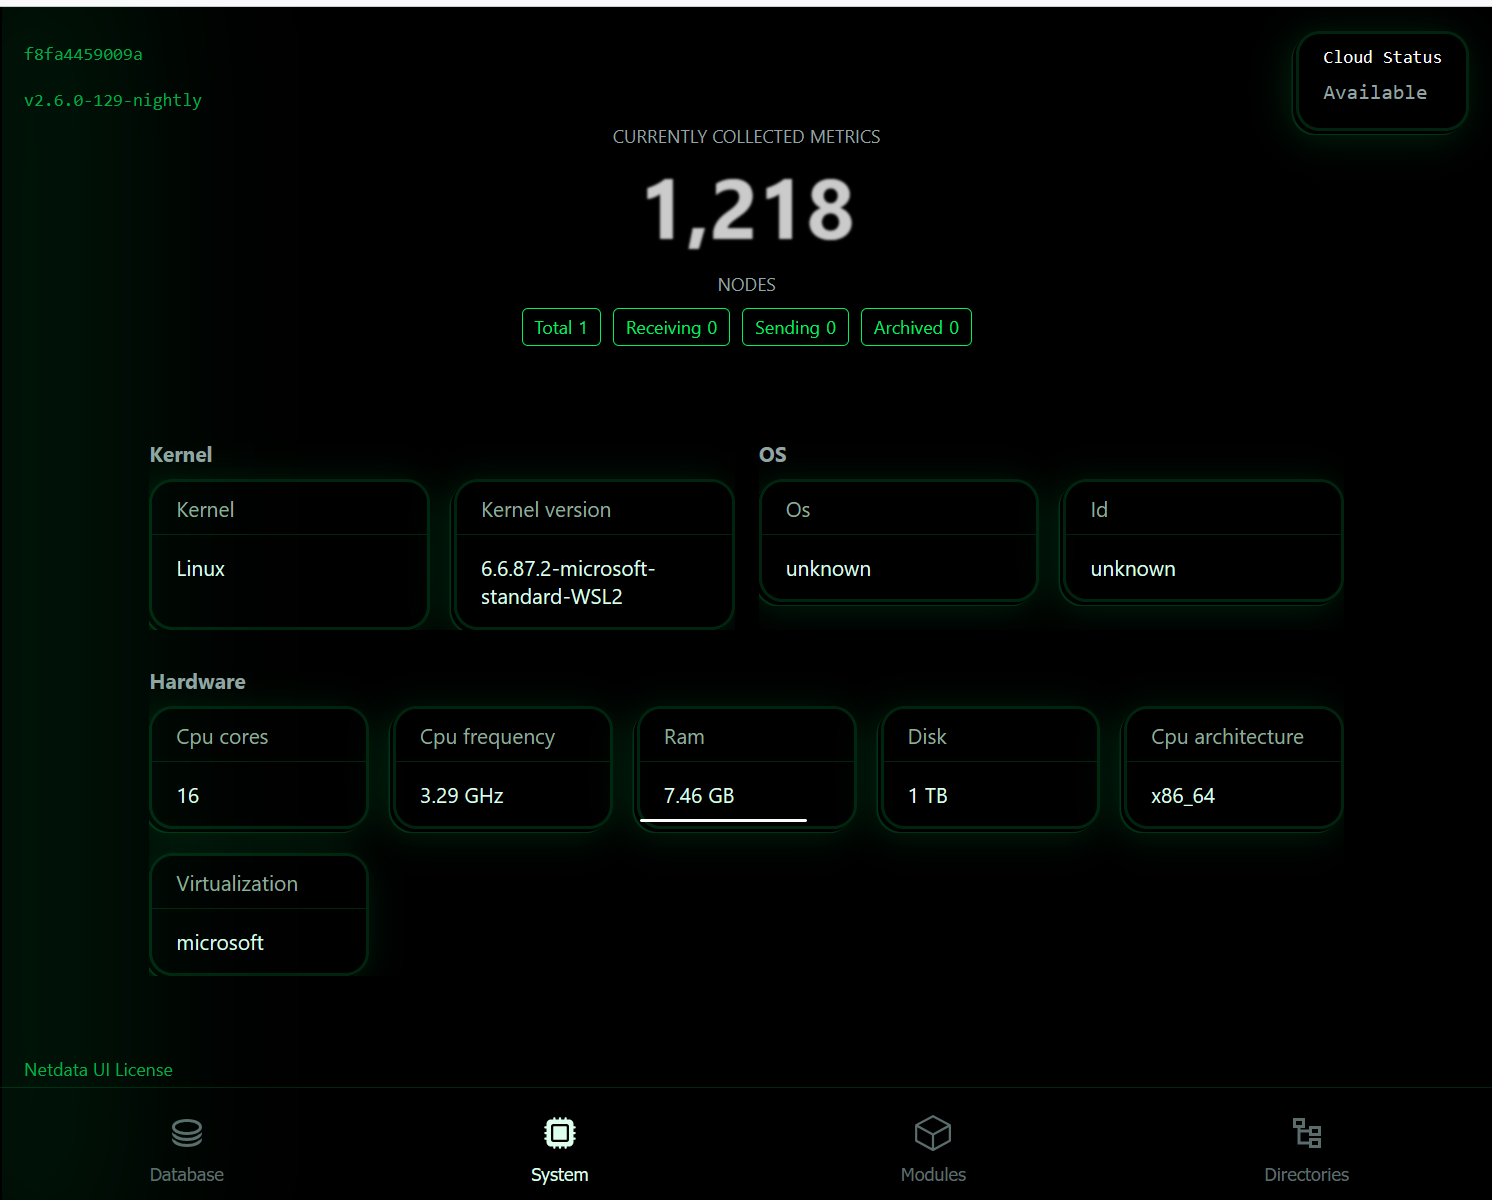 f8fa4459009a
v2.6.0-129-nightly
Cloud Status
Available
CURRENTLY COLLECTED METRICS
1,218
NODES
Total 1
Receiving 0
Sending 0
Archived 0
Kernel
Kernel
Linux
Kernel version
6.6.87.2-microsoft-
standard-WSL2
OS
Os
unknown
Id
unknown
Hardware
Cpu cores
16
Cpu frequency
3.29 GHz
Ram
7.46 GB
Disk
1 TB
Cpu architecture
x86_64
Virtualization
microsoft
Netdata UI License
Database
System
Modules
Directories